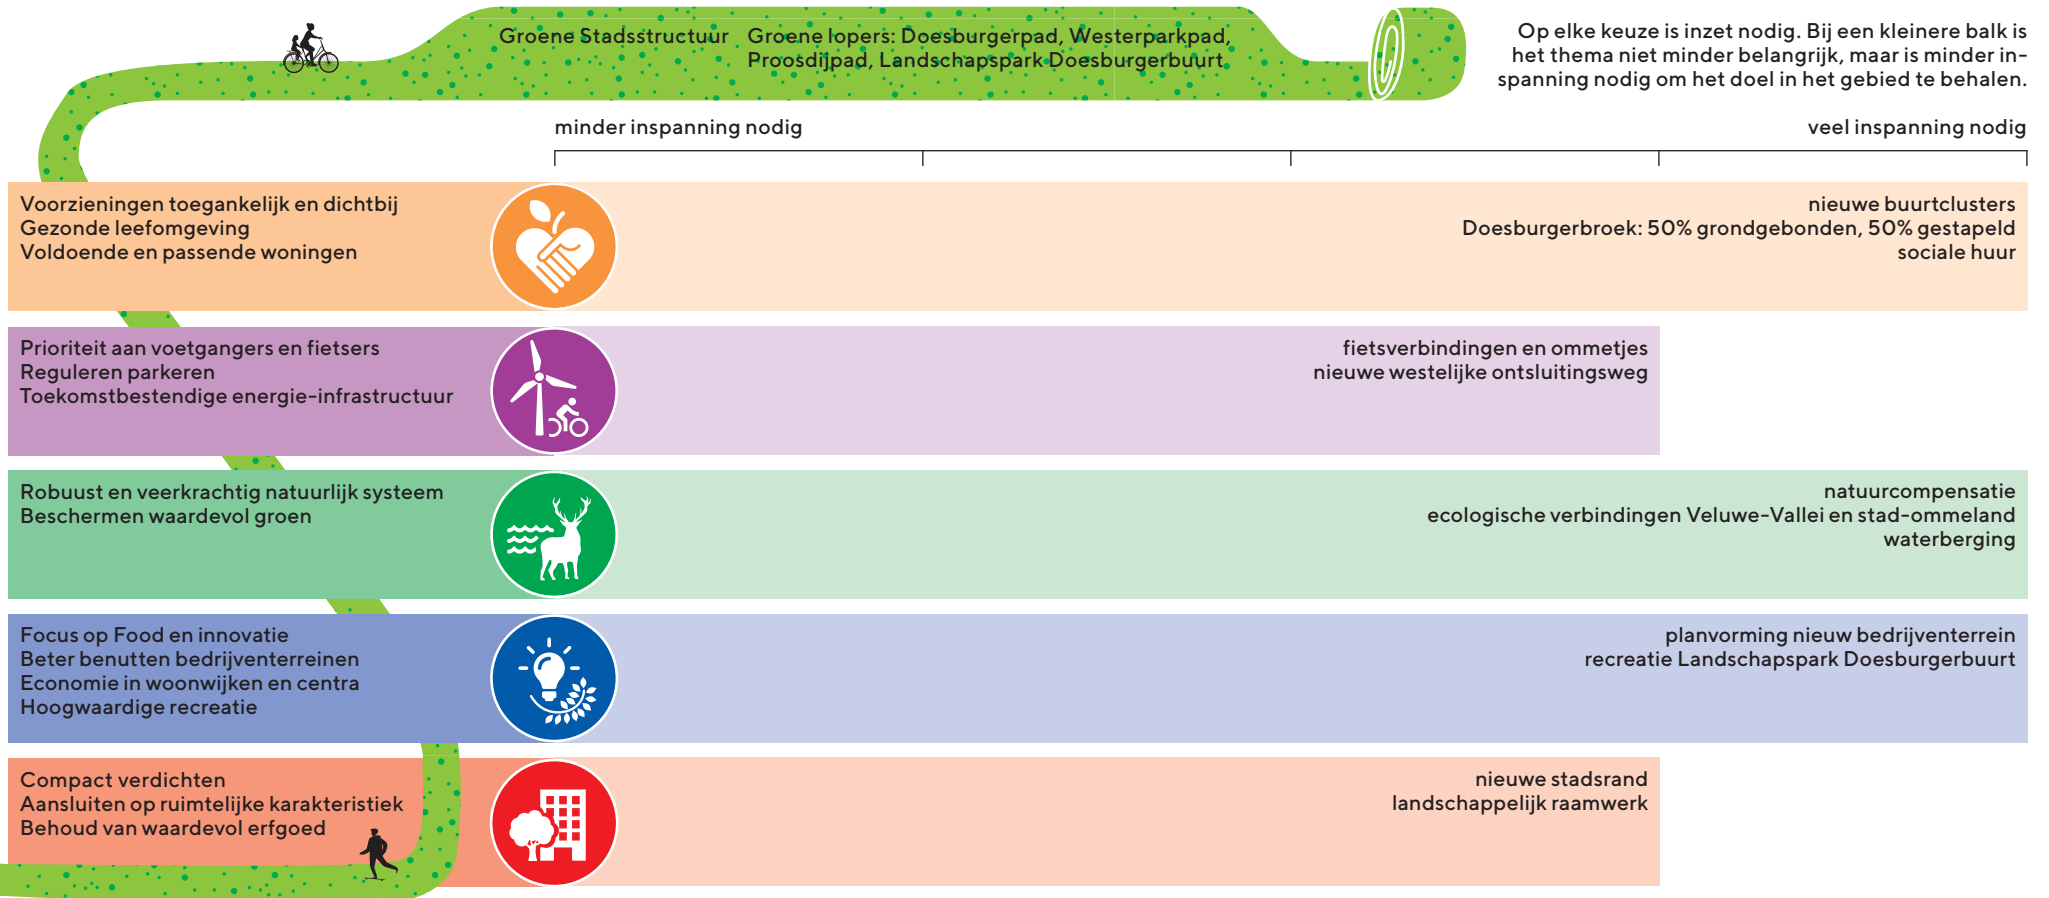 Groene Stadsstructuur
Groene lopers: Doesburgerpad, Westerparkpad,
Proosdijpad, Landschapspark Doesburgerbuurt
Op elke keuze is inzet nodig. Bij een kleinere balk is
het thema niet minder belangrijk, maar is minder in-
spanning nodig om het doel in het gebied te behalen.
minder inspanning nodig
veel inspanning nodig
Voorzieningen toegankelijk en dichtbij
Gezonde leefomgeving
Voldoende en passende woningen
nieuwe buurtclusters
Doesburgerbroek: 50% grondgebonden, 50% gestapeld
sociale huur
Prioriteit aan voetgangers en fietsers
Reguleren parkeren
Toekomstbestendige energie-infrastructuur
fietsverbindingen en ommetjes
nieuwe westelijke ontsluitingsweg
Robuust en veerkrachtig natuurlijk systeem
Beschermen waardevol groen
natuurcompensatie
ecologische verbindingen Veluwe-Vallei en stad-ommeland
waterberging
Focus op Food en innovatie
Beter benutten bedrijventerreinen
Economie in woonwijken en centra
Hoogwaardige recreatie
planvorming nieuw bedrijventerrein
recreatie Landschapspark Doesburgerbuurt
Compact verdichten
Aansluiten op ruimtelijke karakteristiek
Behoud van waardevol erfgoed
nieuwe stadsrand
landschappelijk raamwerk